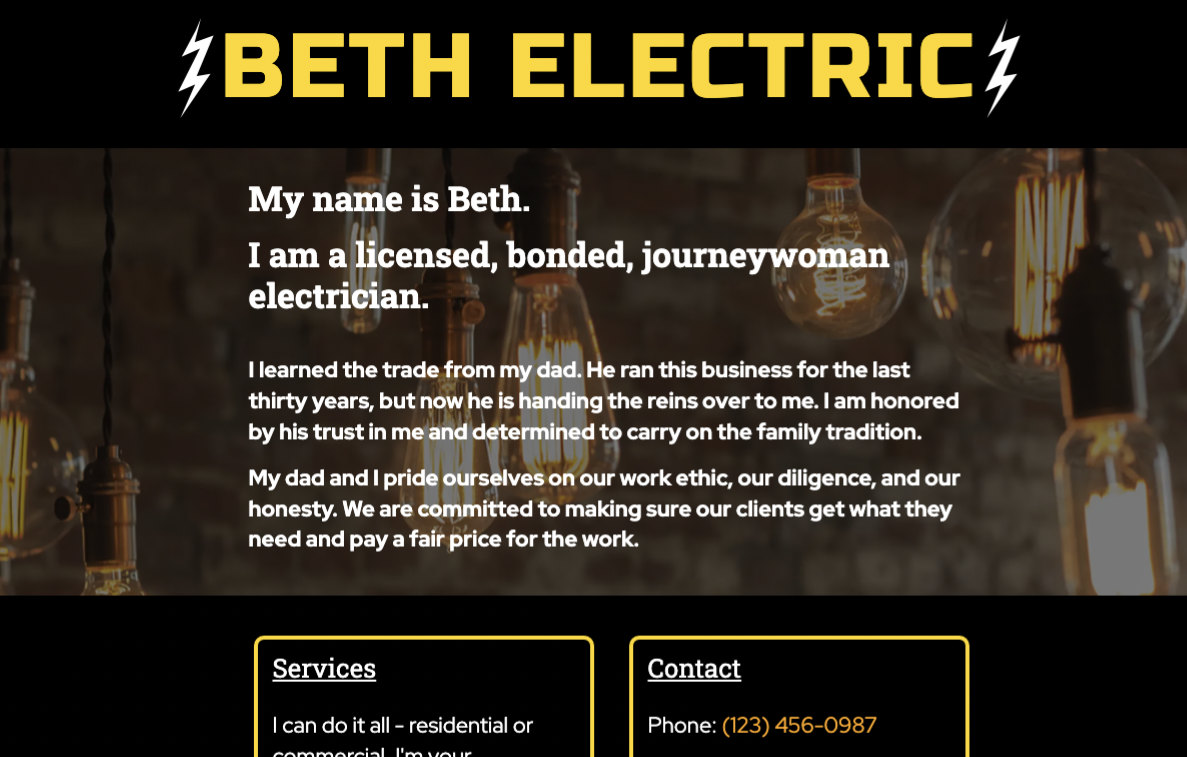 BETH ELECTRIC
My name is Beth.
I am a licensed, bonded, journeywoman
electrician.
I learned the trade from my dad. He ran this business for the last
thirty years, but now he is handing the reins over to me. I am honored
by his trust in me and determined to carry on the family tradition.
My dad and I pride ourselves on our work ethic, our diligence, and our
honesty. We are committed to making sure our clients get what they
need and pay a fair price for the work.
Services
I can do it all - residential or
commercial. I'm your
Contact
Phone: (123) 456-0987